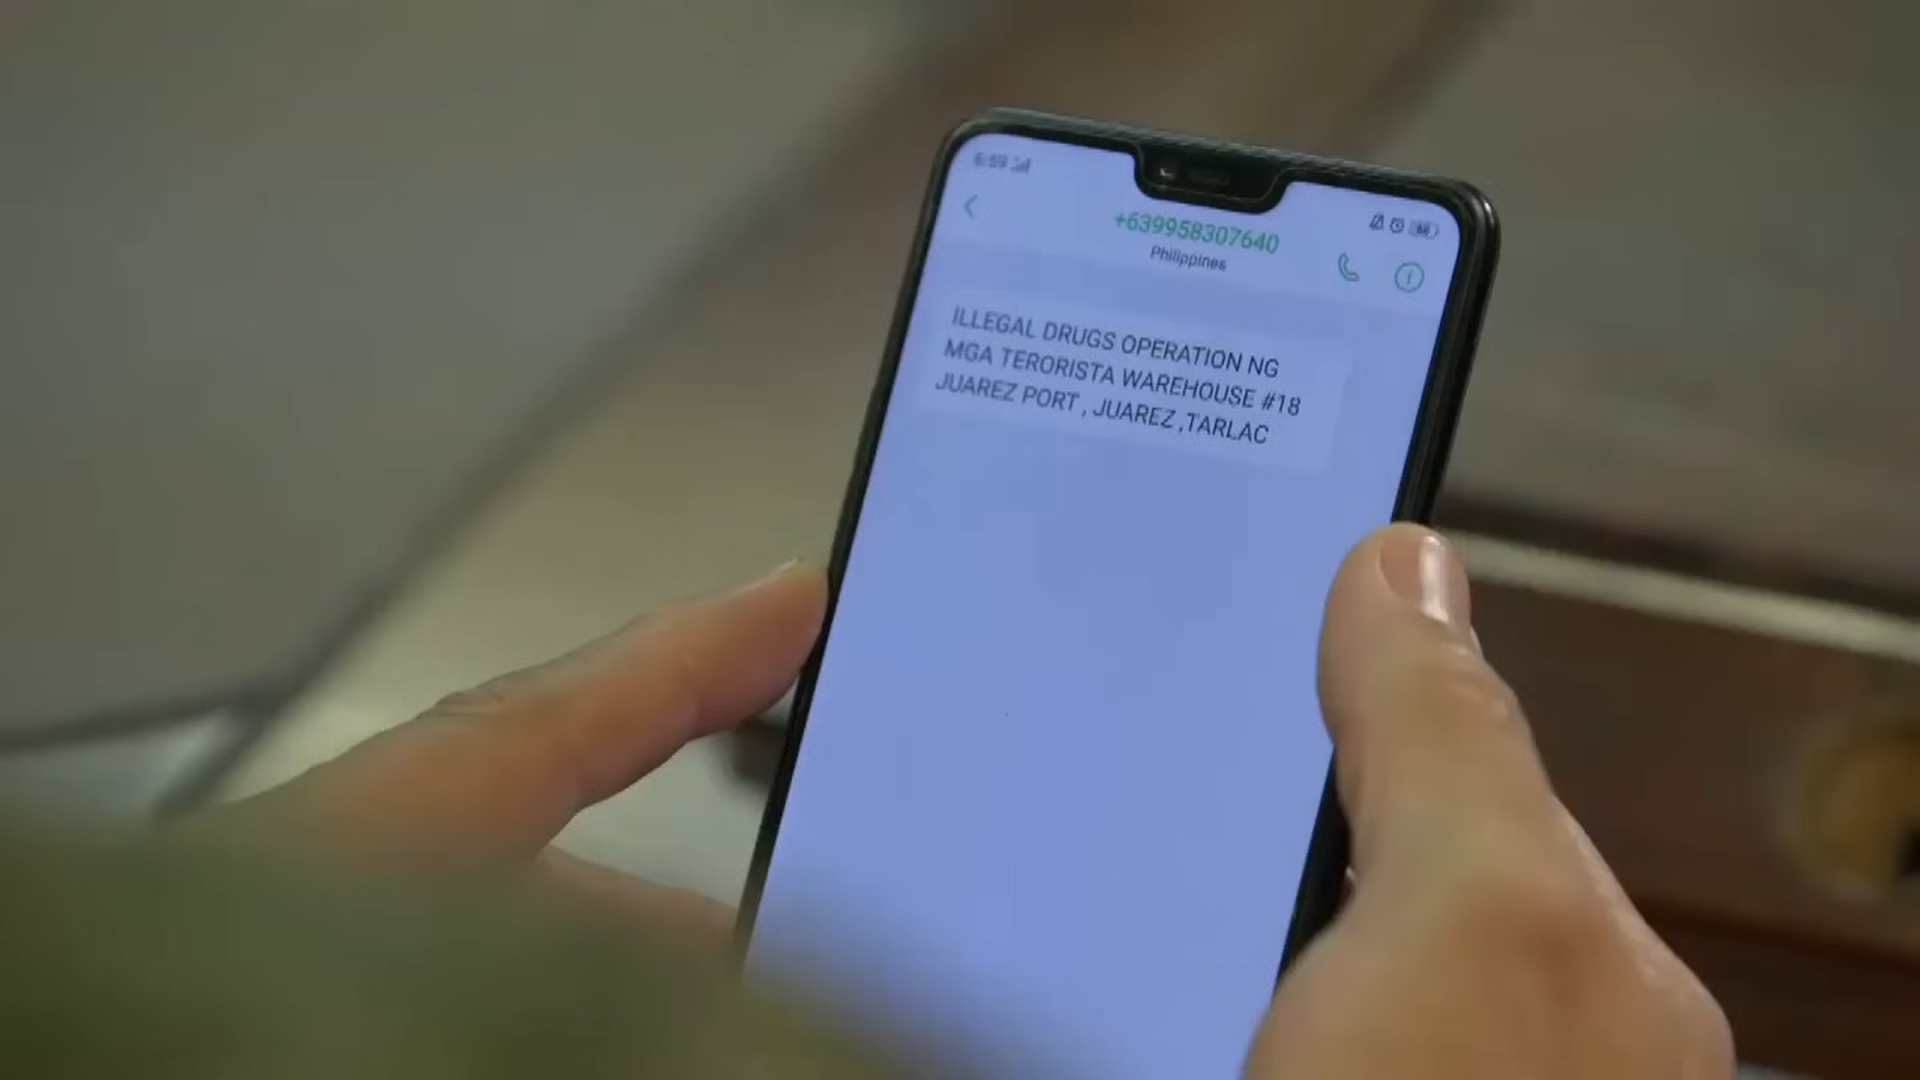 6:59
+639958307640
Philippines
ILLEGAL DRUGS OPERATION NG
MGA TERORISTA WAREHOUSE #18
JUAREZ PORT , JUAREZ ,TARLAC